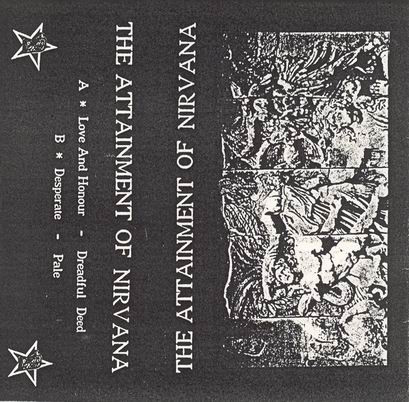 THE ATTAINMENT OF NIRVANA
THE ATTAINMENT OF NIRVANA
A * Love And Honour - Dreadful Deed
B * Desperate - Pale